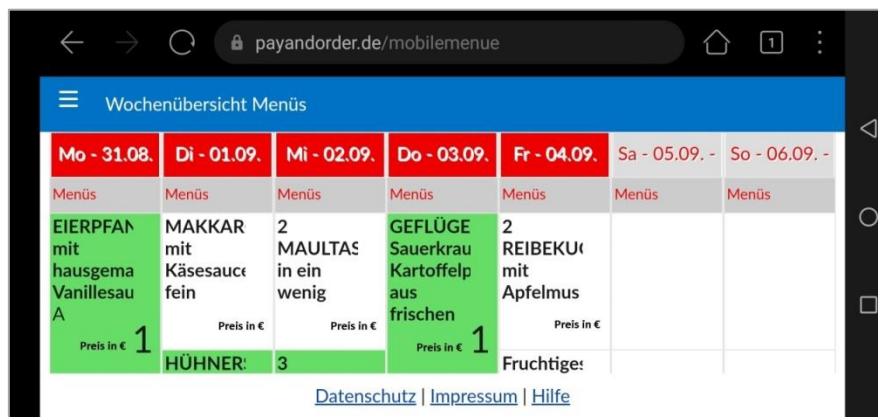 payandorder.de/mobilemenue
1
Wochenübersicht Menüs
Mo - 31.08.
Di - 01.09.
Mi - 02.09.
Do - 03.09.
Fr - 04.09.
Sa - 05.09. -
So - 06.09. -
Menüs
Menüs
Menüs
Menüs
Menüs
Menüs
Menüs
EIERPFAN
mit
hausgema
Vanillesau
A
Preis in €
1
MAKKAR
mit
Käsesauce
fein
Preis in €
HÜHNER
2
MAULTAS
in ein
wenig
Preis in €
3
GEFLÜGE
Sauerkrau
Kartoffelp
aus
frischen
Preis in €
1
2
REIBEKU
mit
Apfelmus
Preis in €
Fruchtiges
Datenschutz | Impressum | Hilfe